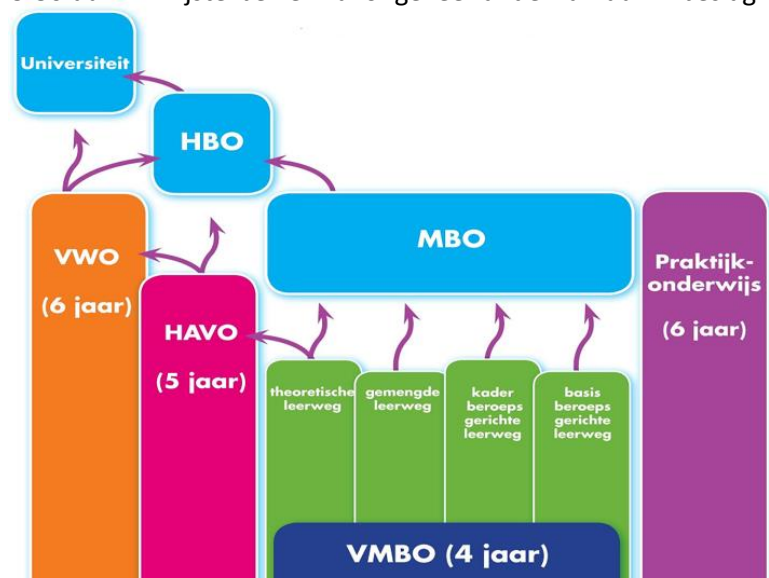 Universiteit
HBO
VWO
(6 jaar)
HAVO
(5 jaar)
MBO
Praktijk-
onderwijs
(6 jaar)
theoretische
leerweg
gemengde
leerweg
kader
beroeps
gerichte
leerweg
basis
beroeps
gerichte
leerweg
VMBO (4 jaar)